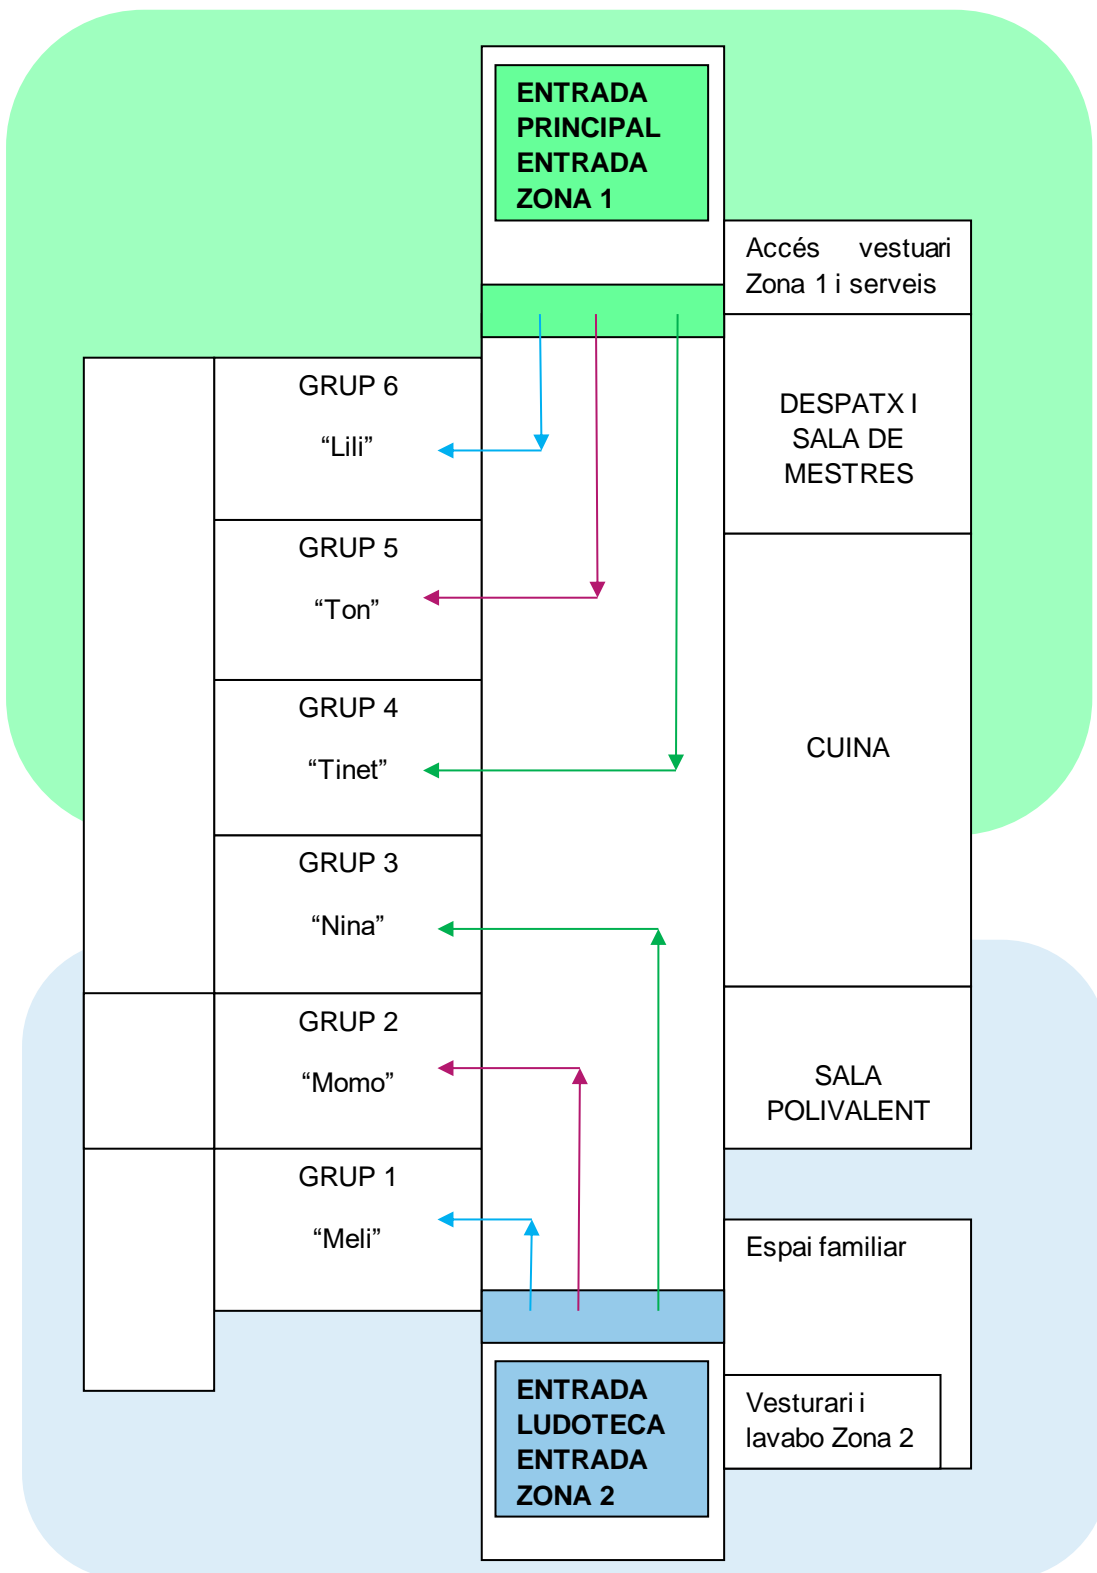 ENTRADA
PRINCIPAL
ENTRADA
ZONA 1
Accés vestuari
Zona 1 i serveis
GRUP 6
“Lili”
DESPATX I
SALA DE
MESTRES
GRUP 5
“Ton”
GRUP 4
“Tinet”
CUINA
GRUP 3
“Nina”
GRUP 2
“Momo”
SALA
POLIVALENT
GRUP 1
“Meli”
Espai familiar
ENTRADA
LUDOTECA
ENTRADA
ZONA 2
Vesturari i
lavabo Zona 2